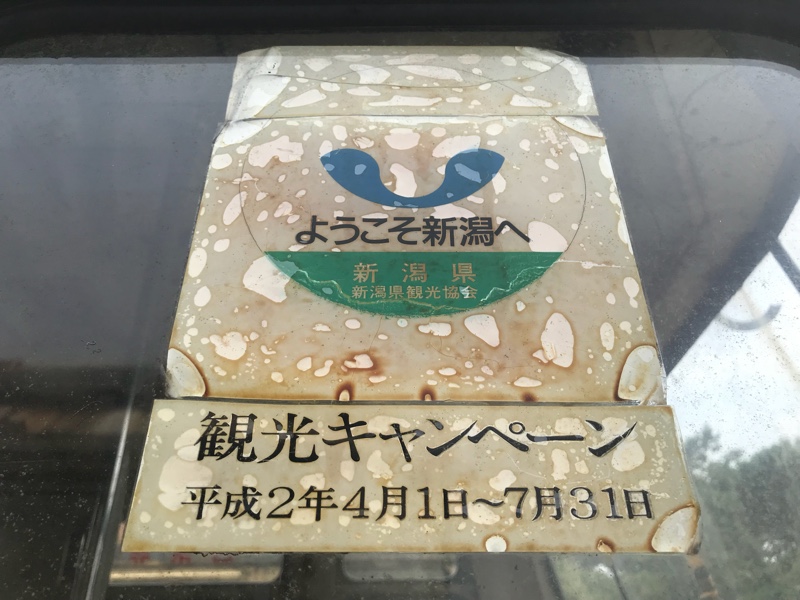 ようこそ新潟へ
新潟県
新潟県観光協会
観光キャンペーン
平成2年4月1日〜7月31日